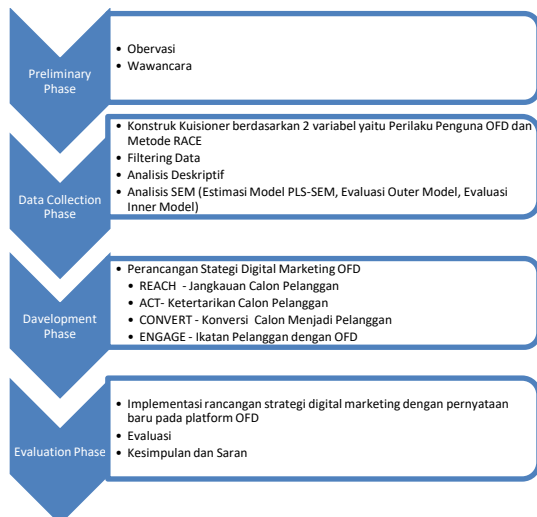 Preliminary
Phase
• Obervasi
• Wawancara
Data Collection
Phase
• Konstruk Kuisioner berdasarkan 2 variabel yaitu Perilaku Penguna OFD dan
Metode RACE
• Filtering Data
• Analisis Deskriptif
• Analisis SEM (Estimasi Model PLS-SEM, Evaluasi Outer Model, Evaluasi
Inner Model)
Davelopment
Phase
• Perancangan Stategi Digital Marketing OFD
• REACH - Jangkauan Calon Pelanggan
• ACT- Ketertarikan Calon Pelanggan
• CONVERT - Konversi Calon Menjadi Pelanggan
• ENGAGE - Ikatan Pelanggan dengan OFD
Evaluation Phase
• Implementasi rancangan strategi digital marketing dengan pernyataan
baru pada platform OFD
• Evaluasi
• Kesimpulan dan Saran